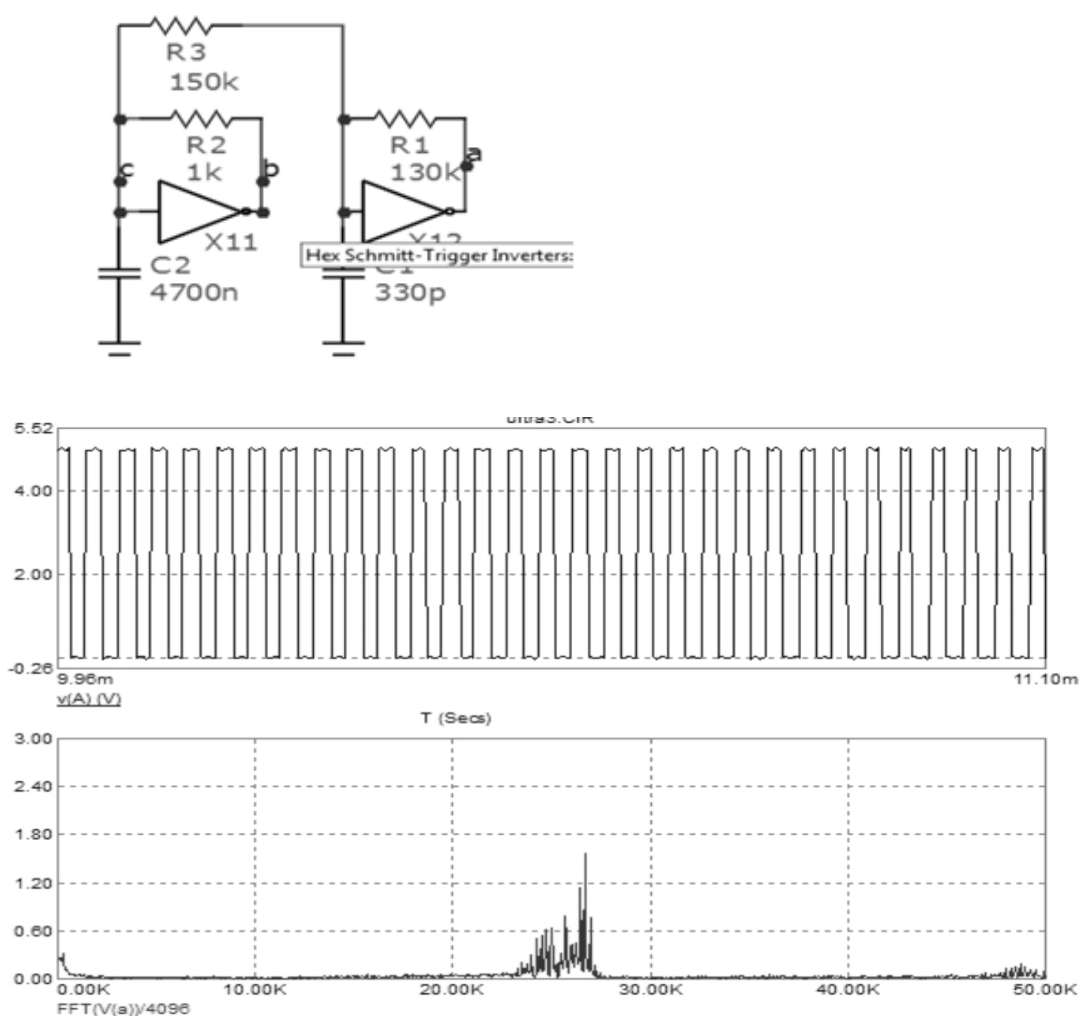 R3
150k
R2
1k
R1
130k
a
c
b
X11
Hex Schmitt-Trigger Inverters:
C2
4700n
C1
330p
ultra3.CIR
5.52
4.00
2.00
-0.26
9.96m
11.10m
v(A) (V)
T (Secs)
3.00
2.40
1.80
1.20
0.60
0.00
0.00K
10.00K
20.00K
30.00K
40.00K
50.00K
FFT(V(a))/4096